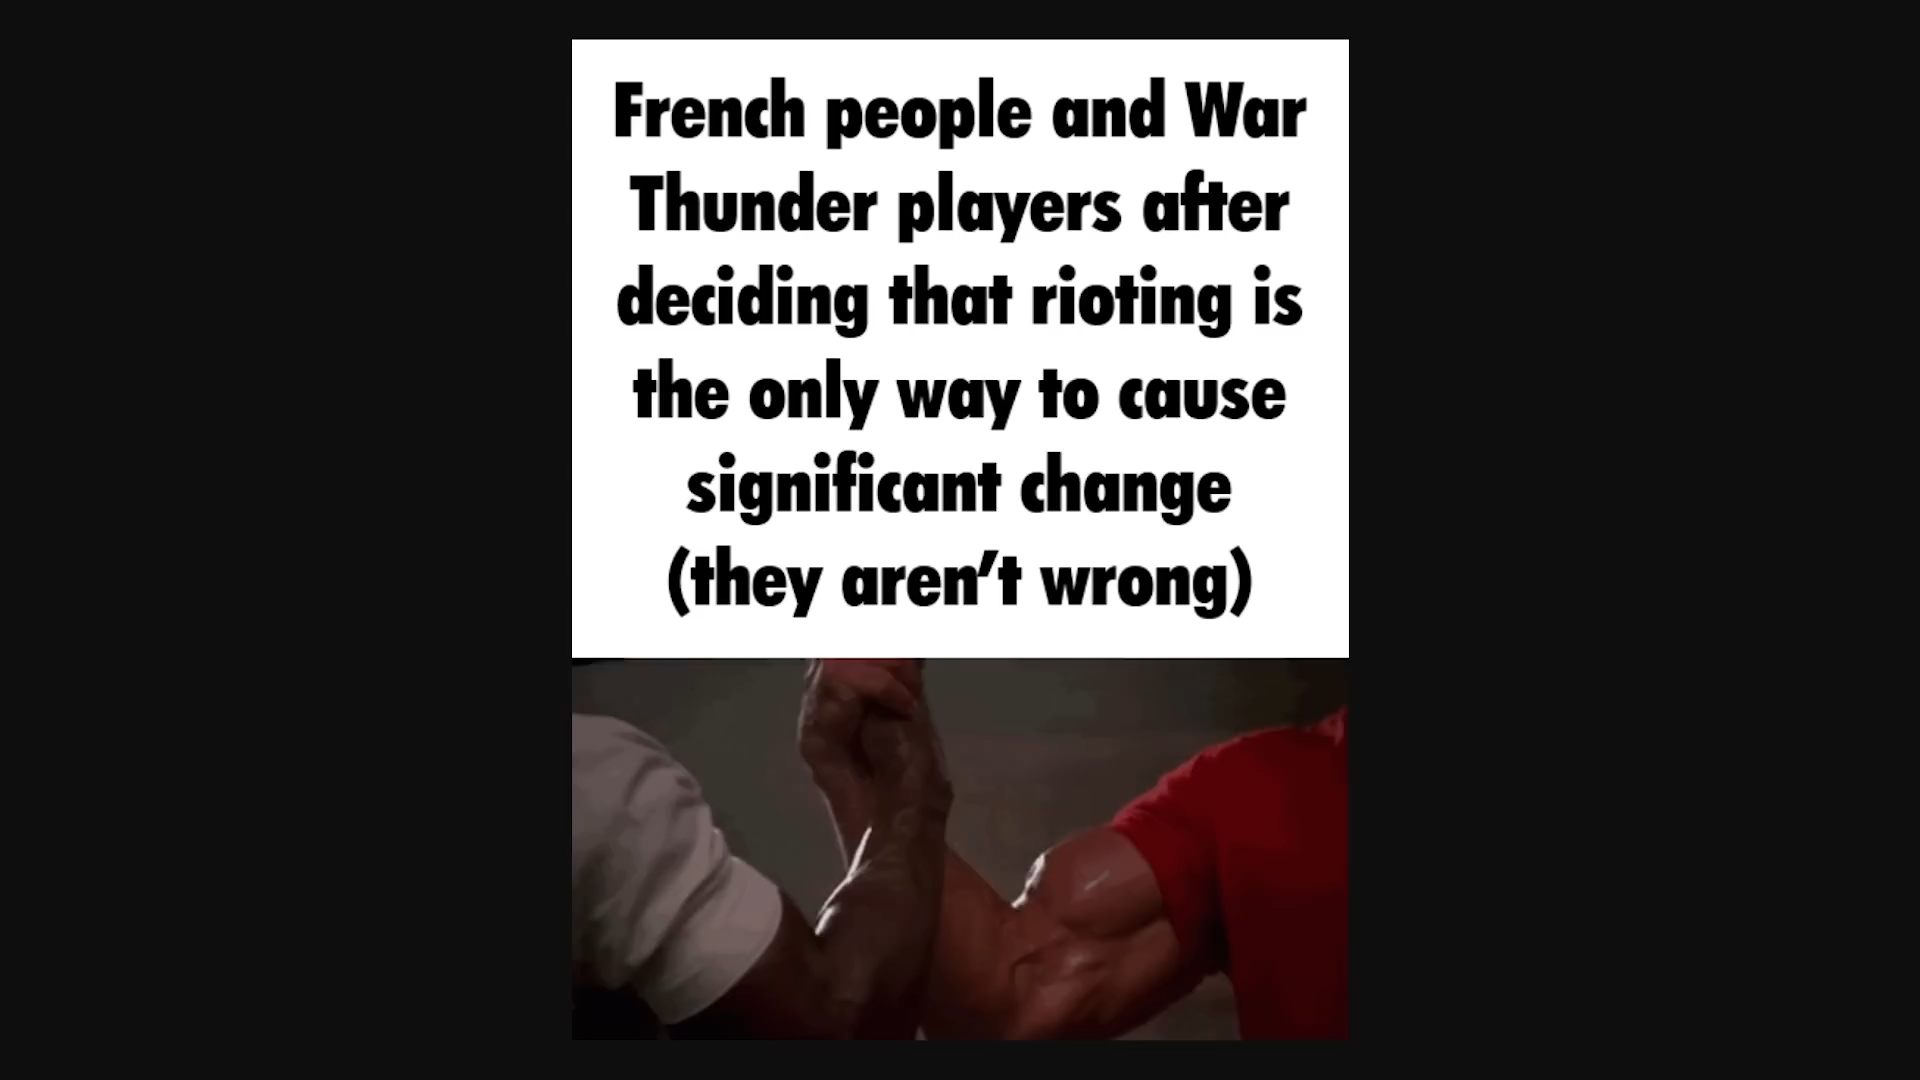 French people and War
Thunder players after
deciding that rioting is
the only way to cause
significant change
(they aren't wrong)